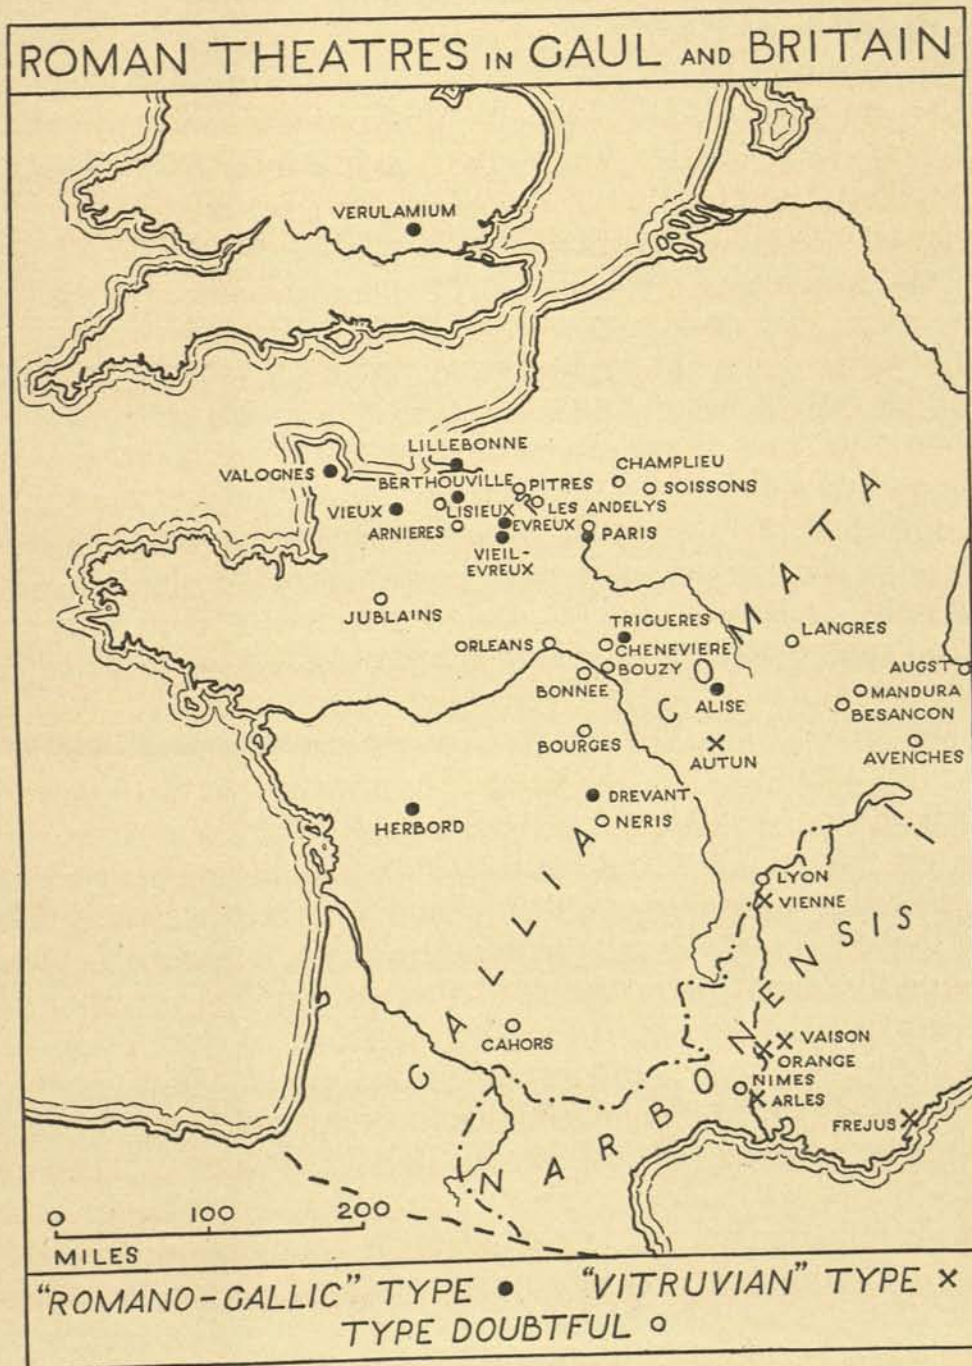 ROMAN THEATRES IN GAUL AND BRITAIN
VERULAMIUM
LILLEBONNE
VALOGNES
BERTHOUVILLE
PITRES
CHAMPLIEU
SOISSONS
VIEUX
LISIEUX
LES ANDELYS
ARNIERES
EVREUX
PARIS
VIEIL-
EVREUX
JUBLAINS
TRIGUERES
ORLEANS
CHENEVIERE
LANGRES
BOUZY
BONNEE
AUGST
ALISE
MANDURA
BESANCON
BOURGES
AUTUN
AVENCHES
DREVANT
HERBORD
NERIS
LYON
VIENNE
GALLIA COMATA
CAHORS
VAISON
ORANGE
NIMES
ARLES
FREJUS
NARBONENSIS
0 100 200
MILES
"ROMANO-GALLIC" TYPE ● "VITRUVIAN" TYPE ×
TYPE DOUBTFUL ○